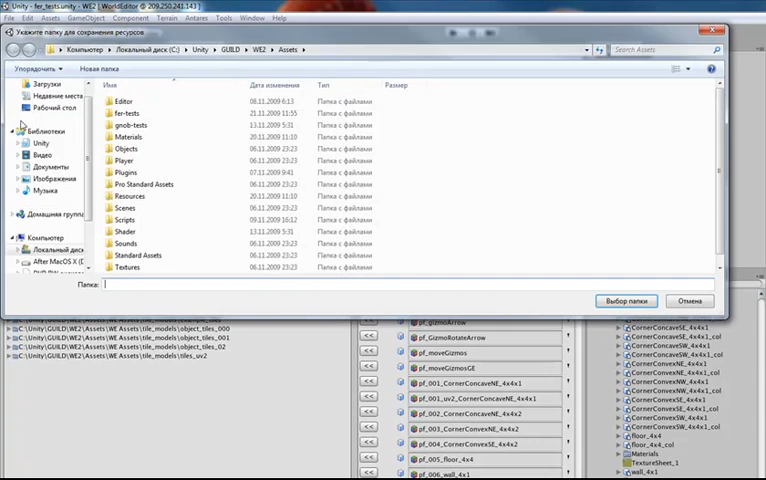 Unity - fer_tests.unity - WE2 [WorldEditor] @ 209.250.241.143]
File Edit Assets GameObject Component Terrain Antares Tools Window Help
Укажите папку для сохранения ресурсов
Компьютер ▸ Локальный диск (C:) ▸ Unity ▸ GUILD ▸ WE2 ▸ Assets ▸
Search Assets
Упорядочить Новая папка
Имя Дата изменения Тип Размер
Загрузки
Недавние места
Рабочий стол
Библиотеки
Unity
Видео
Документы
Изображения
Музыка
Домашняя группа
Компьютер
Локальный диск
After MacOS X (D
Editor 08.11.2009 6:13 Папка с файлами
fer-tests 21.11.2009 11:55 Папка с файлами
gnob-tests 13.11.2009 5:31 Папка с файлами
Materials 20.11.2009 11:10 Папка с файлами
Objects 06.11.2009 23:23 Папка с файлами
Player 06.11.2009 23:23 Папка с файлами
Plugins 07.11.2009 9:41 Папка с файлами
Pro Standard Assets 06.11.2009 23:23 Папка с файлами
Resources 20.11.2009 11:10 Папка с файлами
Scenes 06.11.2009 23:23 Папка с файлами
Scripts 09.11.2009 16:12 Папка с файлами
Shader 13.11.2009 5:31 Папка с файлами
Sounds 06.11.2009 23:23 Папка с файлами
Standard Assets 06.11.2009 23:23 Папка с файлами
Textures 06.11.2009 23:23 Папка с файлами
Папка:
Выбор папки Отмена
C:\Unity\GUILD\WE2\Assets\WE Assets\tile_models\object_tiles_000
C:\Unity\GUILD\WE2\Assets\WE Assets\tile_models\object_tiles_001
C:\Unity\GUILD\WE2\Assets\WE Assets\tile_models\object_tiles_02
C:\Unity\GUILD\WE2\Assets\WE Assets\tile_models\tiles_uv2
<< pf_gizmoArrow
<< pf_GizmoRotateArrow
<< pf_moveGizmos
<< pf_moveGizmosGE
<< pf_001_CornerConcaveNE_4x4x1
<< pf_001_uv2_CornerConcaveNE_4x4x1
<< pf_002_CornerConcaveNE_4x4x2
<< pf_003_CornerConvexNE_4x4x2
<< pf_004_CornerConvexSE_4x4x2
<< pf_005_floor_4x4
<< pf_006_wall_4x1
CornerConcaveSE_4x4x1
CornerConcaveSE_4x4x1_col
CornerConcaveSW_4x4x1
CornerConcaveSW_4x4x1_col
CornerConvexNE_4x4x1
CornerConvexNE_4x4x1_col
CornerConvexNW_4x4x1
CornerConvexNW_4x4x1_col
CornerConvexSE_4x4x1
CornerConvexSE_4x4x1_col
CornerConvexSW_4x4x1
CornerConvexSW_4x4x1_col
floor_4x4
floor_4x4_col
Materials
TextureSheet_1
wall_4x1